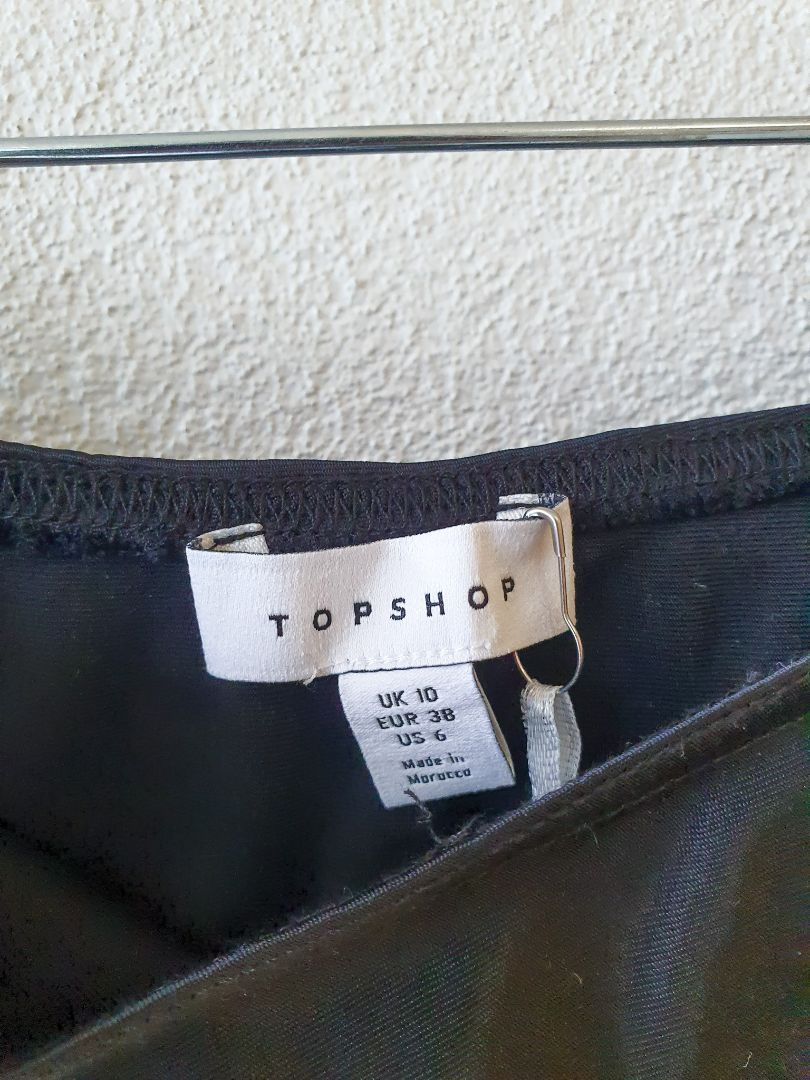 TOPSHOP
UK 10
EUR 38
US 6
Made in
Morocco